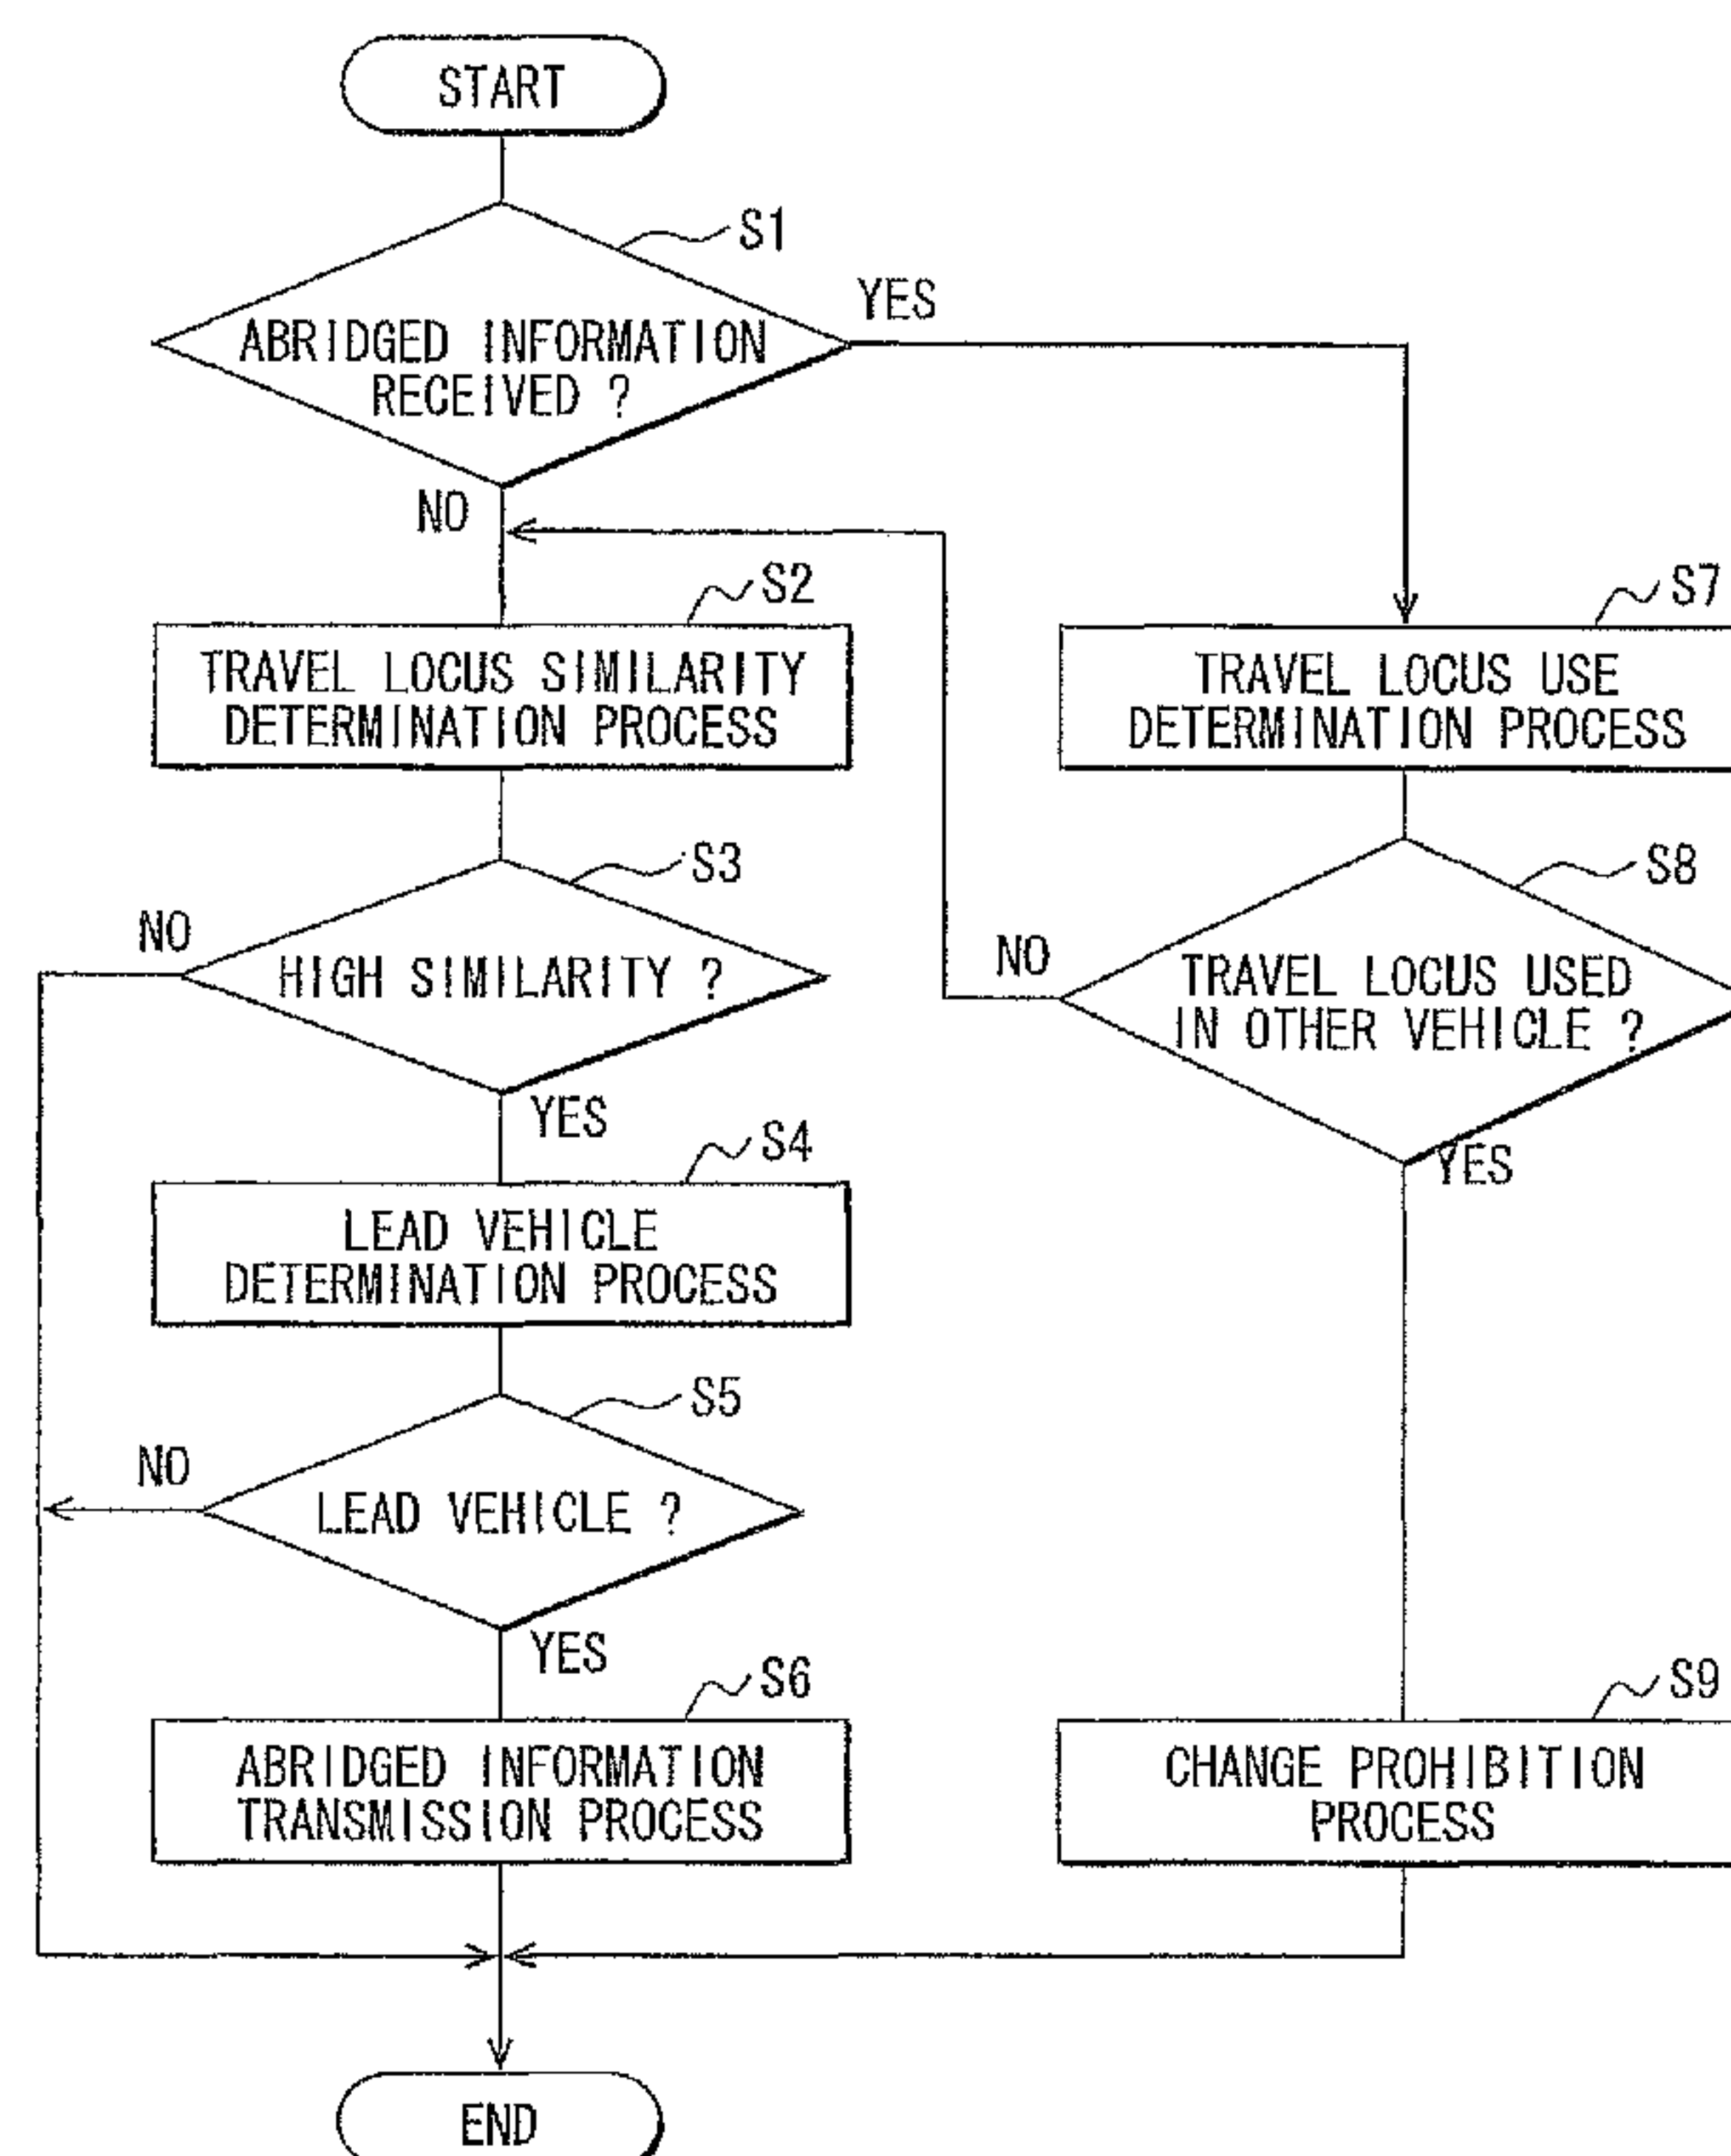 START
S1
YES
ABRIDGED INFORMATION
RECEIVED ?
NO
S2
TRAVEL LOCUS SIMILARITY
DETERMINATION PROCESS
S3
NO
HIGH SIMILARITY ?
YES
S4
LEAD VEHICLE
DETERMINATION PROCESS
S5
NO
LEAD VEHICLE ?
YES
S6
ABRIDGED INFORMATION
TRANSMISSION PROCESS
S7
TRAVEL LOCUS USE
DETERMINATION PROCESS
S8
NO
TRAVEL LOCUS USED
IN OTHER VEHICLE ?
YES
S9
CHANGE PROHIBITION
PROCESS
END